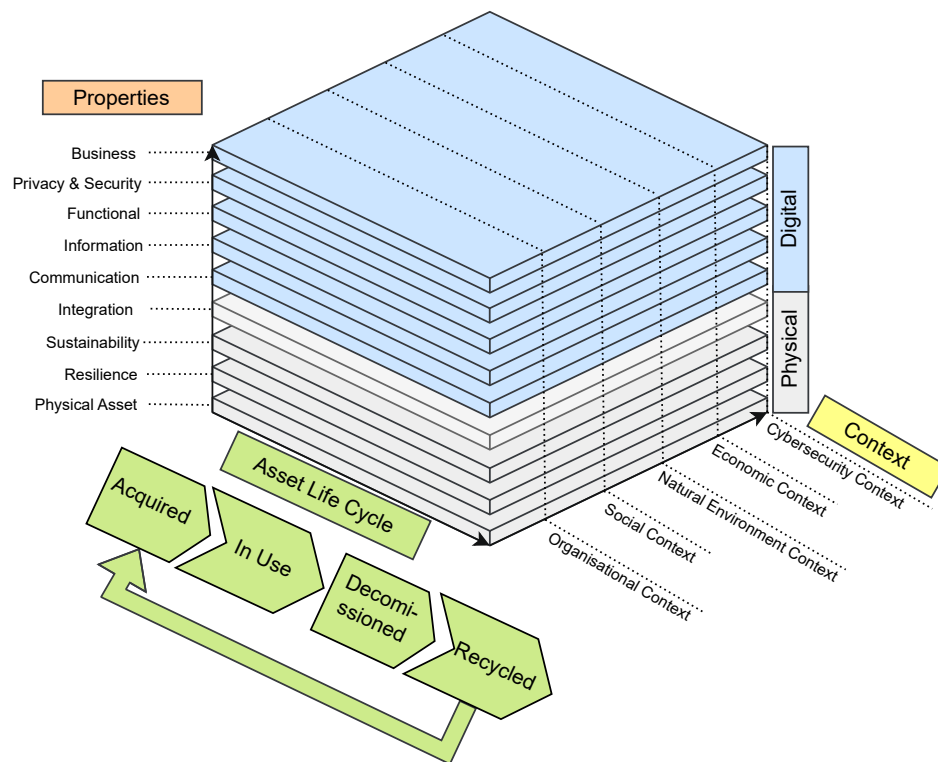 Properties
Business
Privacy & Security
Functional
Information
Communication
Integration
Sustainability
Resilience
Physical Asset
Digital
Physical
Context
Cybersecurity Context
Economic Context
Natural Environment Context
Social Context
Organisational Context
Asset Life Cycle
Acquired
In Use
Decomi-
ssioned
Recycled